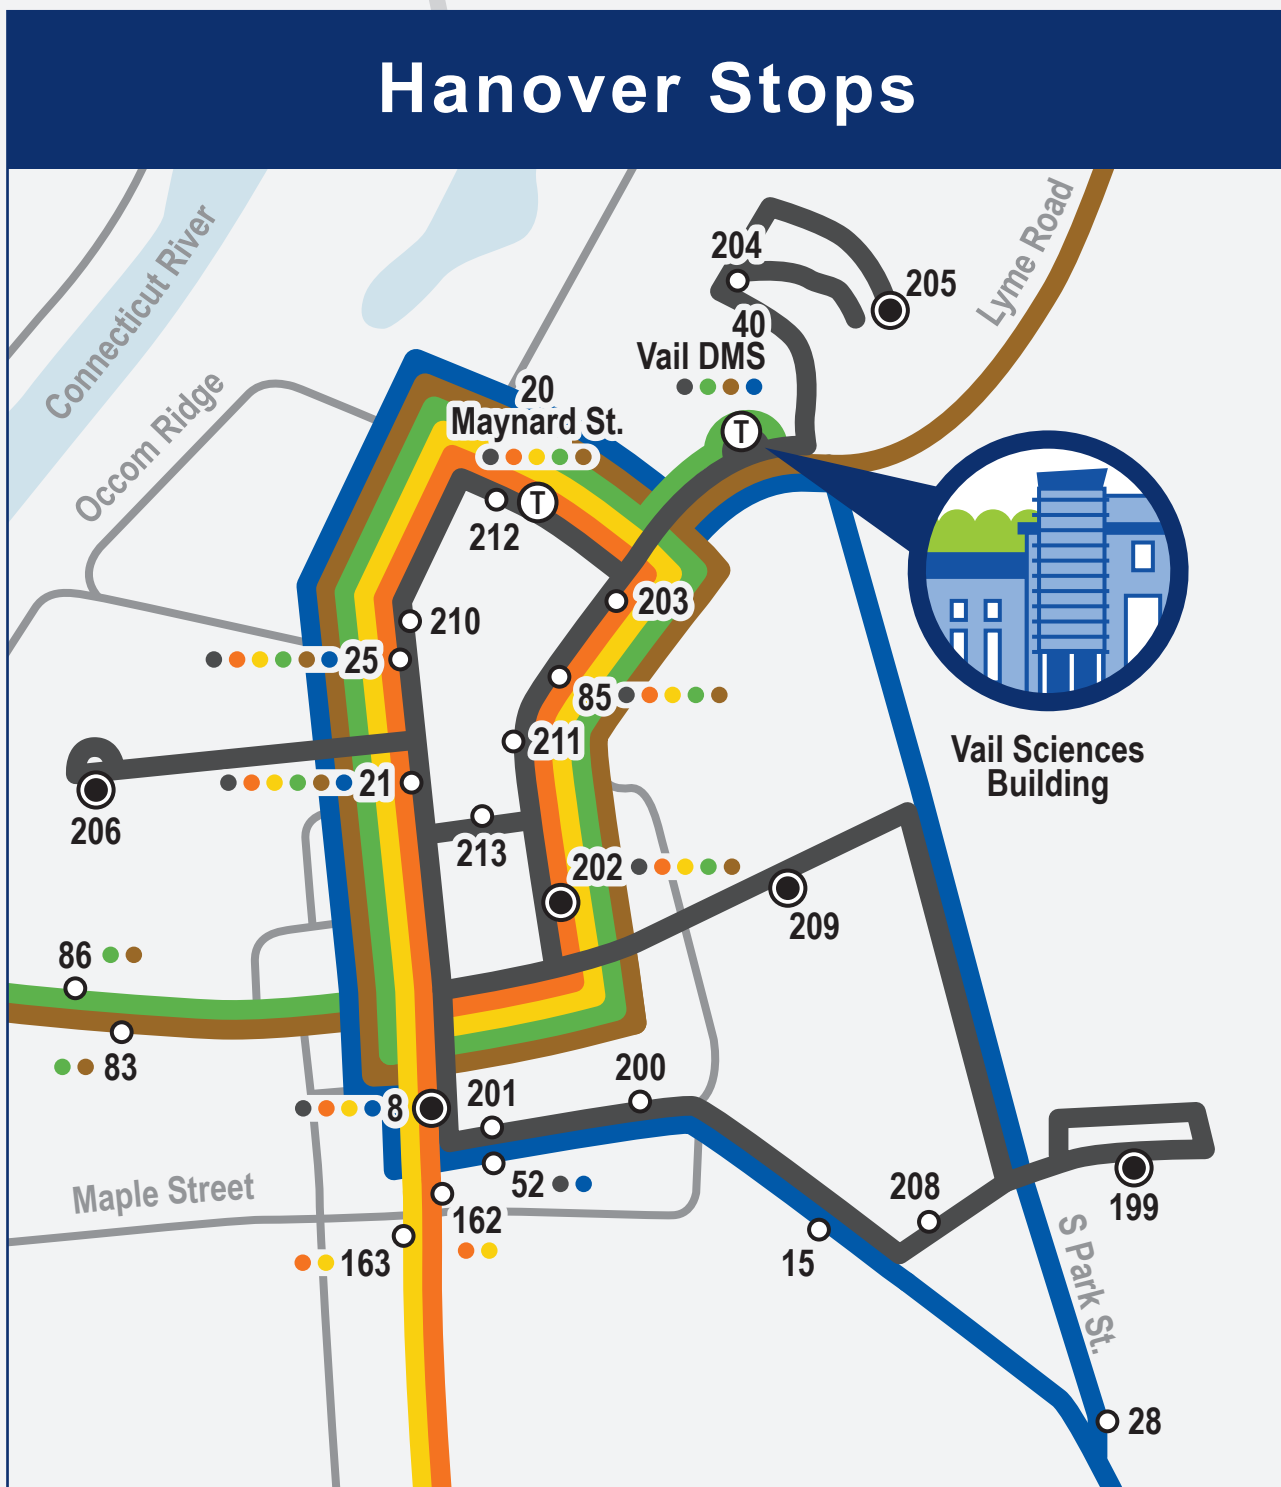 Hanover Stops
Connecticut River
Lyme Road
204
205
40
Vail DMS
Occom Ridge
20
Maynard St.
T
T
212
203
210
25
85
211
Vail Sciences
Building
21
206
213
202
209
86
83
8
201
200
Maple Street
52
208
199
162
163
15
S Park St.
28